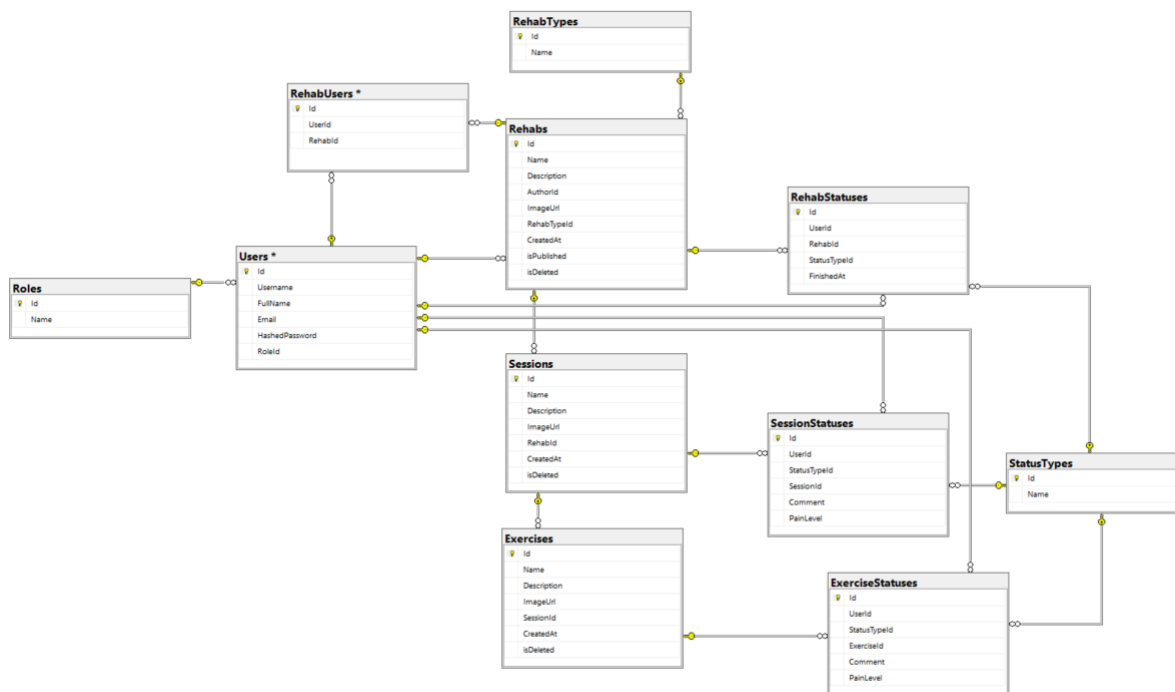 RehabTypes
Id
Name
RehabUsers *
Id
UserId
RehabId
Rehabs
Id
Name
Description
AuthorId
ImageUrl
RehabTypeId
CreatedAt
isPublished
isDeleted
RehabStatuses
Id
UserId
RehabId
StatusTypeId
FinishedAt
Users *
Id
Username
FullName
Email
HashedPassword
RoleId
Roles
Id
Name
Sessions
Id
Name
Description
ImageUrl
RehabId
CreatedAt
isDeleted
SessionStatuses
Id
UserId
StatusTypeId
SessionId
Comment
PainLevel
StatusTypes
Id
Name
Exercises
Id
Name
Description
ImageUrl
SessionId
CreatedAt
isDeleted
ExerciseStatuses
Id
UserId
StatusTypeId
ExerciseId
Comment
PainLevel